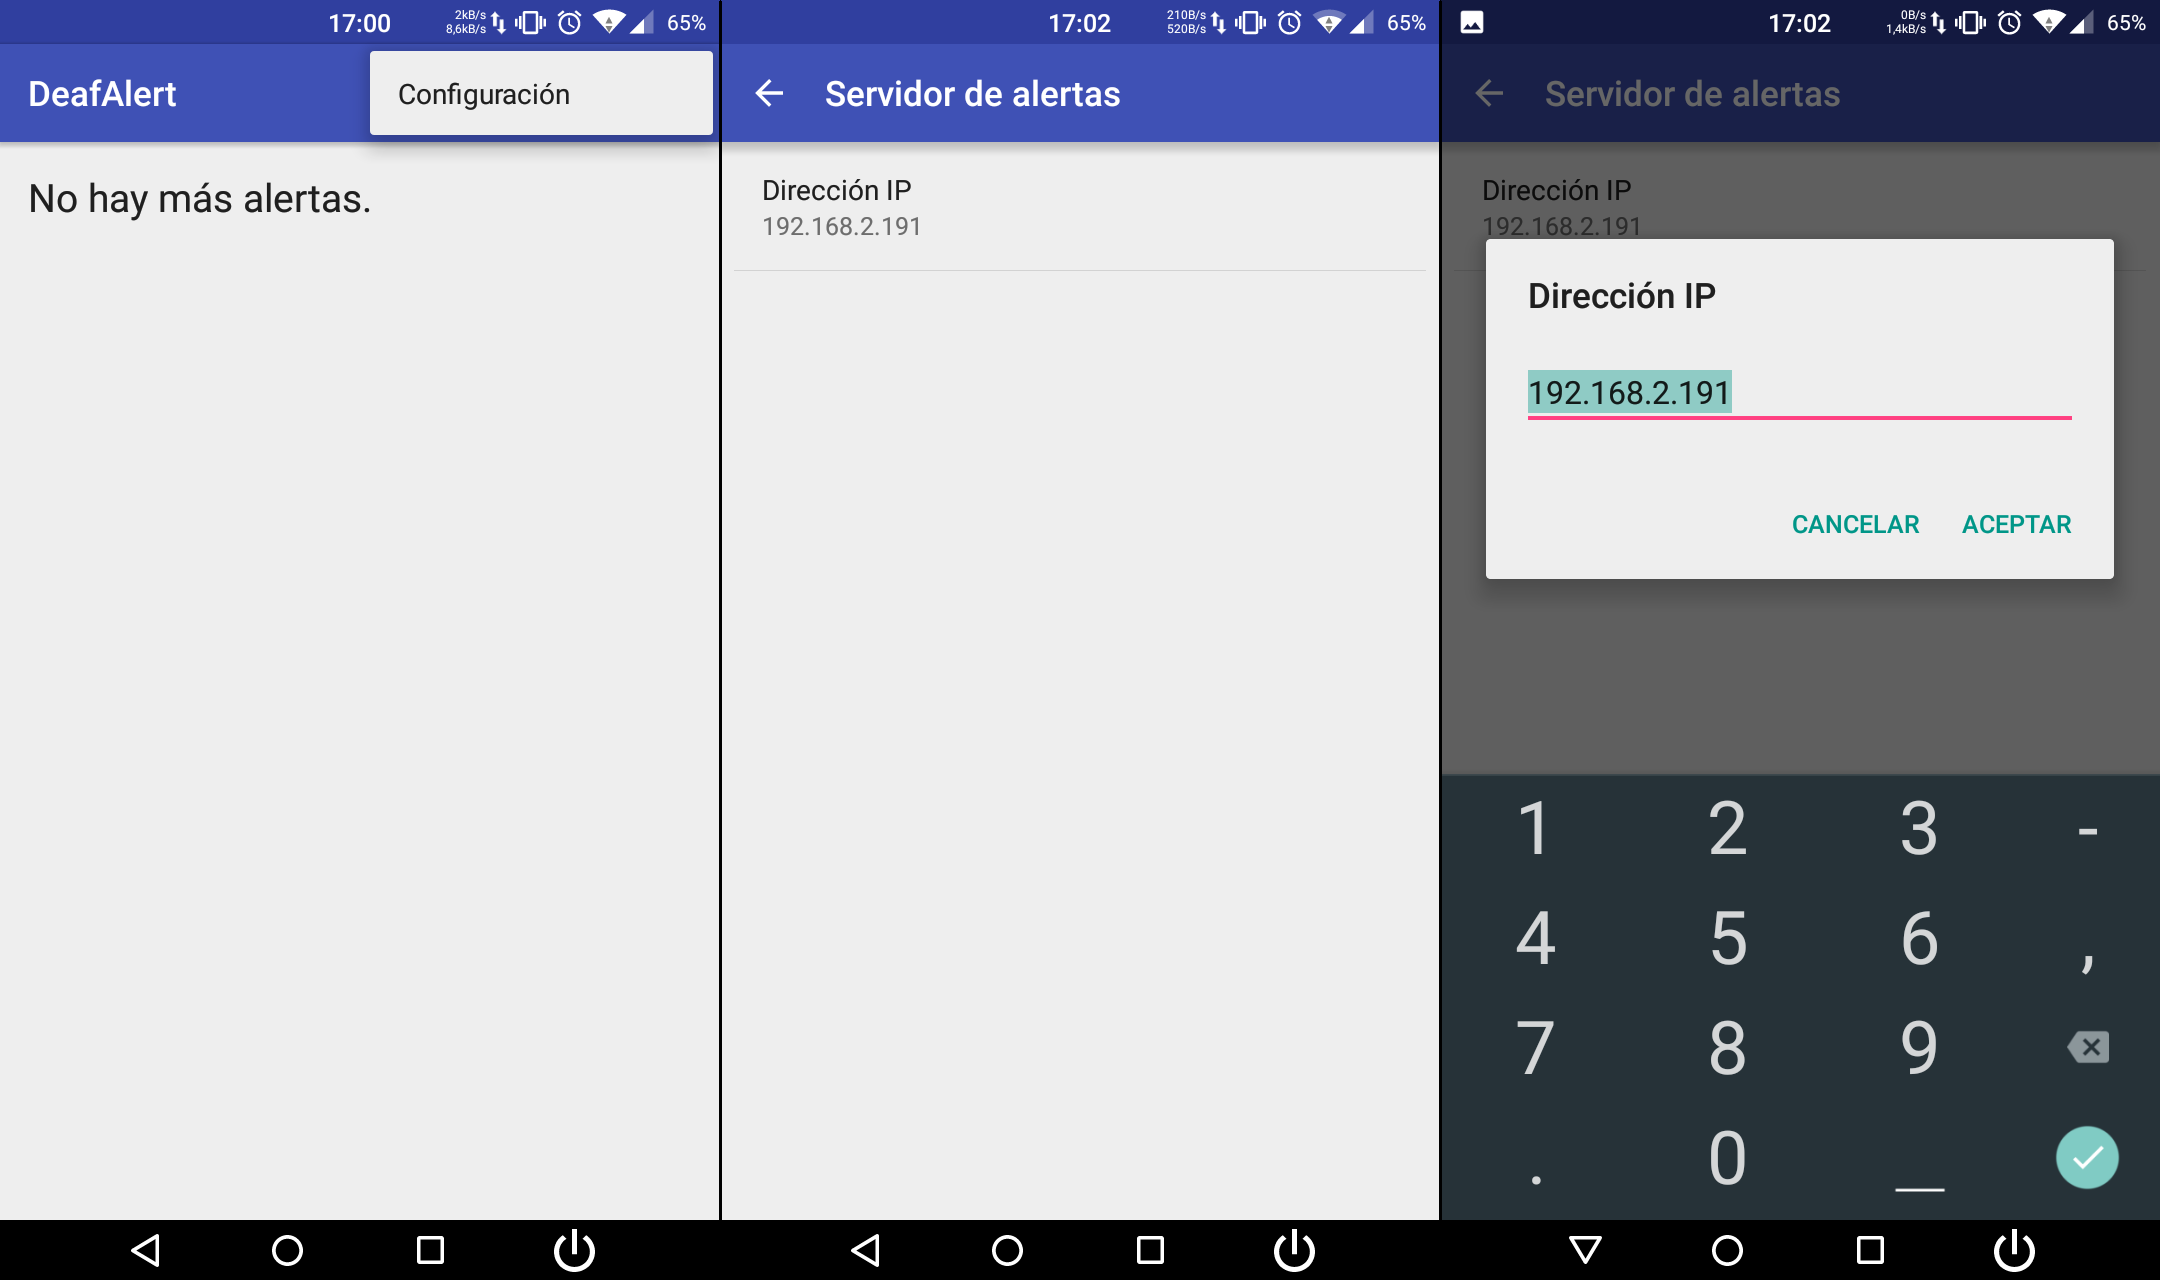 17:00
2kB/s
8,6kB/s
65%
DeafAlert
Configuración
No hay más alertas.
17:02
210B/s
520B/s
65%
Servidor de alertas
Dirección IP
192.168.2.191
17:02
0B/s
1,4kB/s
65%
Servidor de alertas
Dirección IP
192.168.2.191
Dirección IP
192.168.2.191
CANCELAR ACEPTAR
1 2 3 -
4 5 6 ,
7 8 9
. 0 _